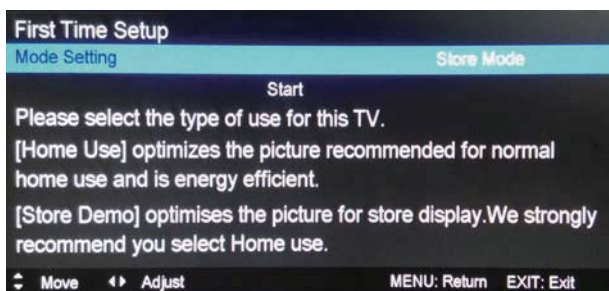 First Time Setup
Mode Setting Store Mode
Start
Please select the type of use for this TV.
[Home Use] optimizes the picture recommended for normal
home use and is energy efficient.
[Store Demo] optimises the picture for store display.We strongly
recommend you select Home use.
Move Adjust MENU: Return EXIT: Exit